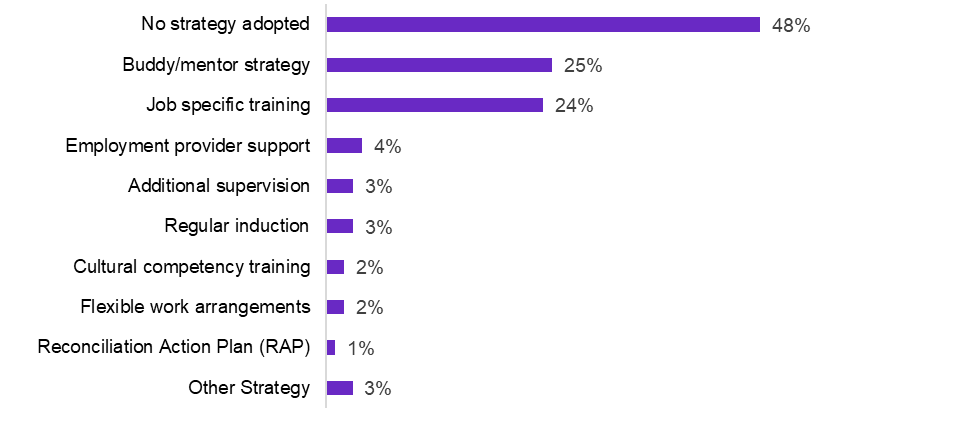 No strategy adopted 48%
Buddy/mentor strategy 25%
Job specific training 24%
Employment provider support 4%
Additional supervision 3%
Regular induction 3%
Cultural competency training 2%
Flexible work arrangements 2%
Reconciliation Action Plan (RAP) 1%
Other Strategy 3%